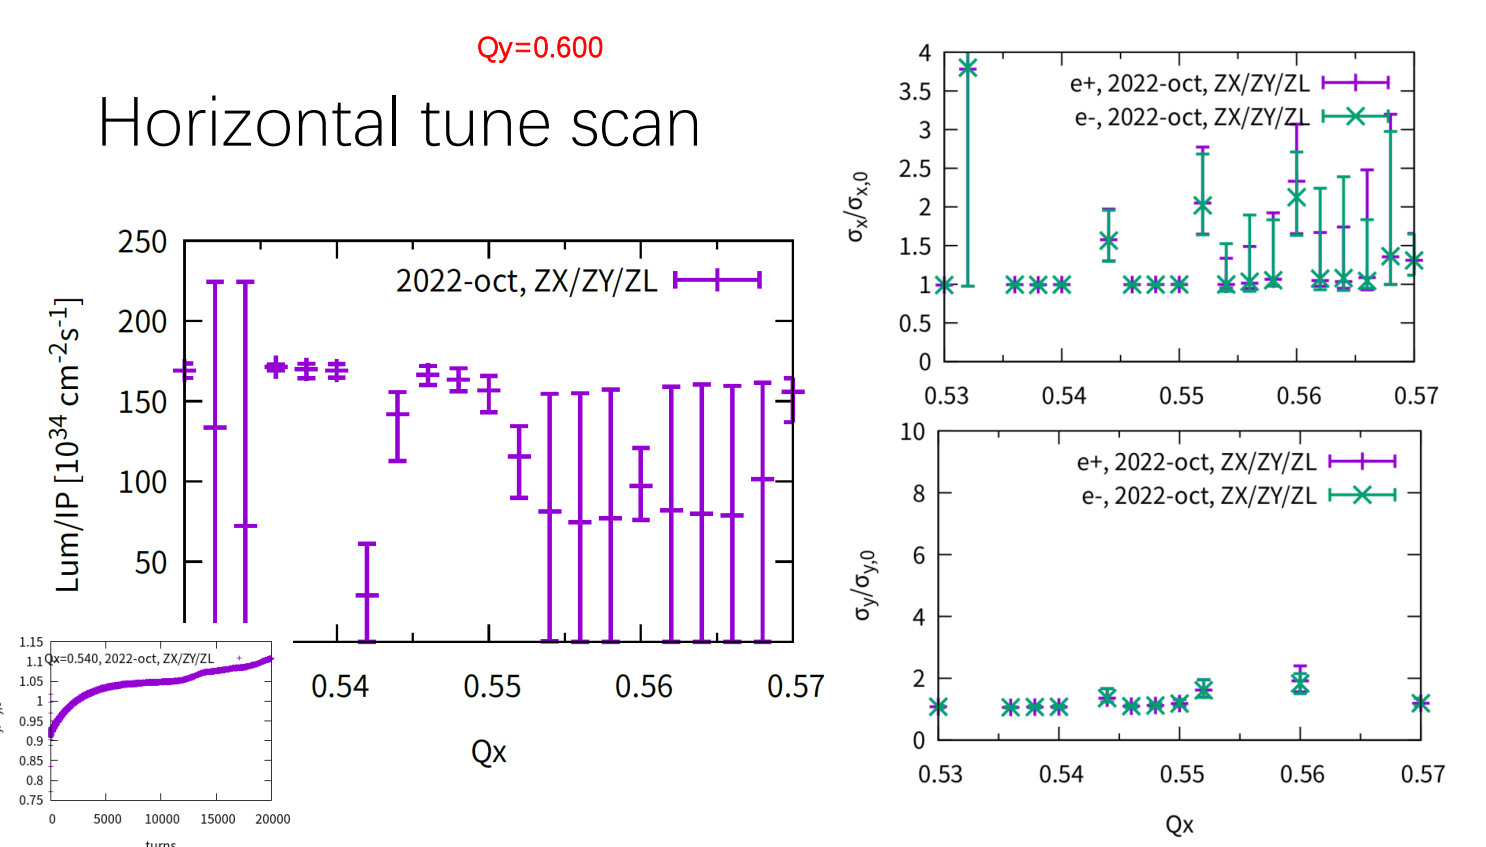 Qy=0.600
Horizontal tune scan
250
200
150
100
50
Lum/IP [10³⁴ cm⁻²s⁻¹]
2022-oct, ZX/ZY/ZL
0.54 0.55 0.56 0.57
Qx
1.15
1.1
1.05
1
0.95
0.9
0.85
0.8
0.75
Qx=0.540, 2022-oct, ZX/ZY/ZL
0 5000 10000 15000 20000
turns
4
3.5
3
2.5
2
1.5
1
0.5
0
σx/σx,0
e+, 2022-oct, ZX/ZY/ZL
e-, 2022-oct, ZX/ZY/ZL
0.53 0.54 0.55 0.56 0.57
10
8
6
4
2
0
σy/σy,0
e+, 2022-oct, ZX/ZY/ZL
e-, 2022-oct, ZX/ZY/ZL
0.53 0.54 0.55 0.56 0.57
Qx